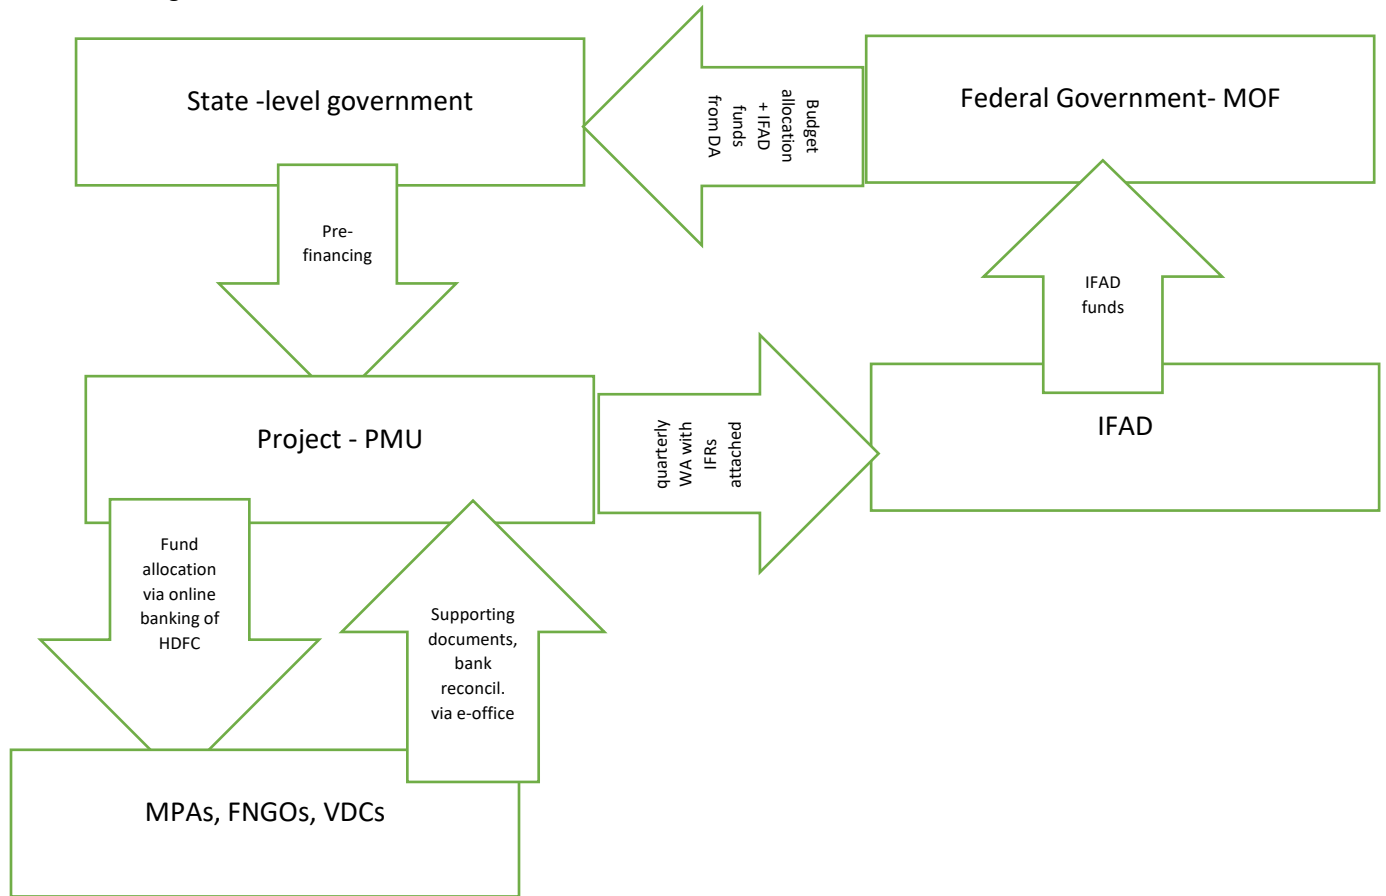 State -level government
Budget
allocation
+ IFAD
funds
from DA
Federal Government- MOF
Pre-
financing
IFAD
funds
Project - PMU
quarterly
WA with
IFRs
attached
IFAD
Fund
allocation
via online
banking of
HDFC
Supporting
documents,
bank
reconcil.
via e-office
MPAs, FNGOs, VDCs